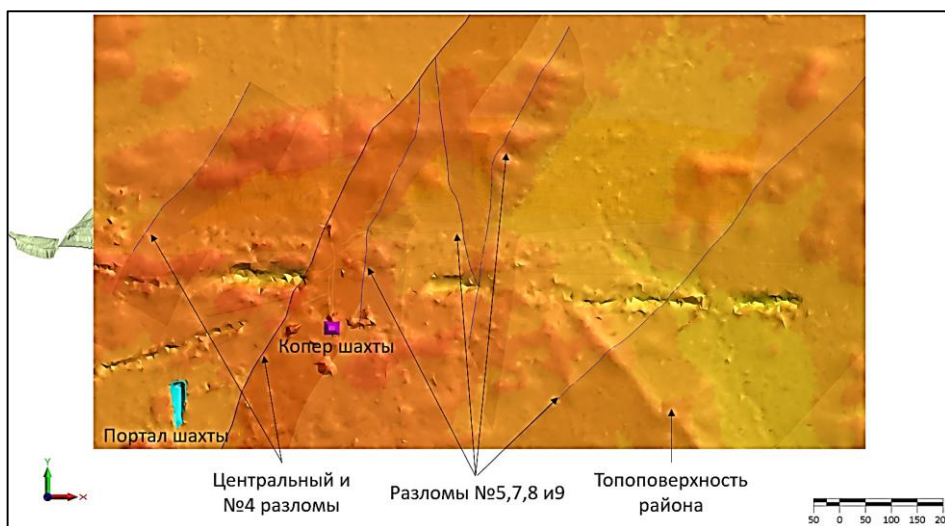 Копер шахты
Портал шахты
Центральный и
№4 разломы
Разломы №5,7,8 и9
Топоповерхность
района
Y
X
50 0 50 100 150 200